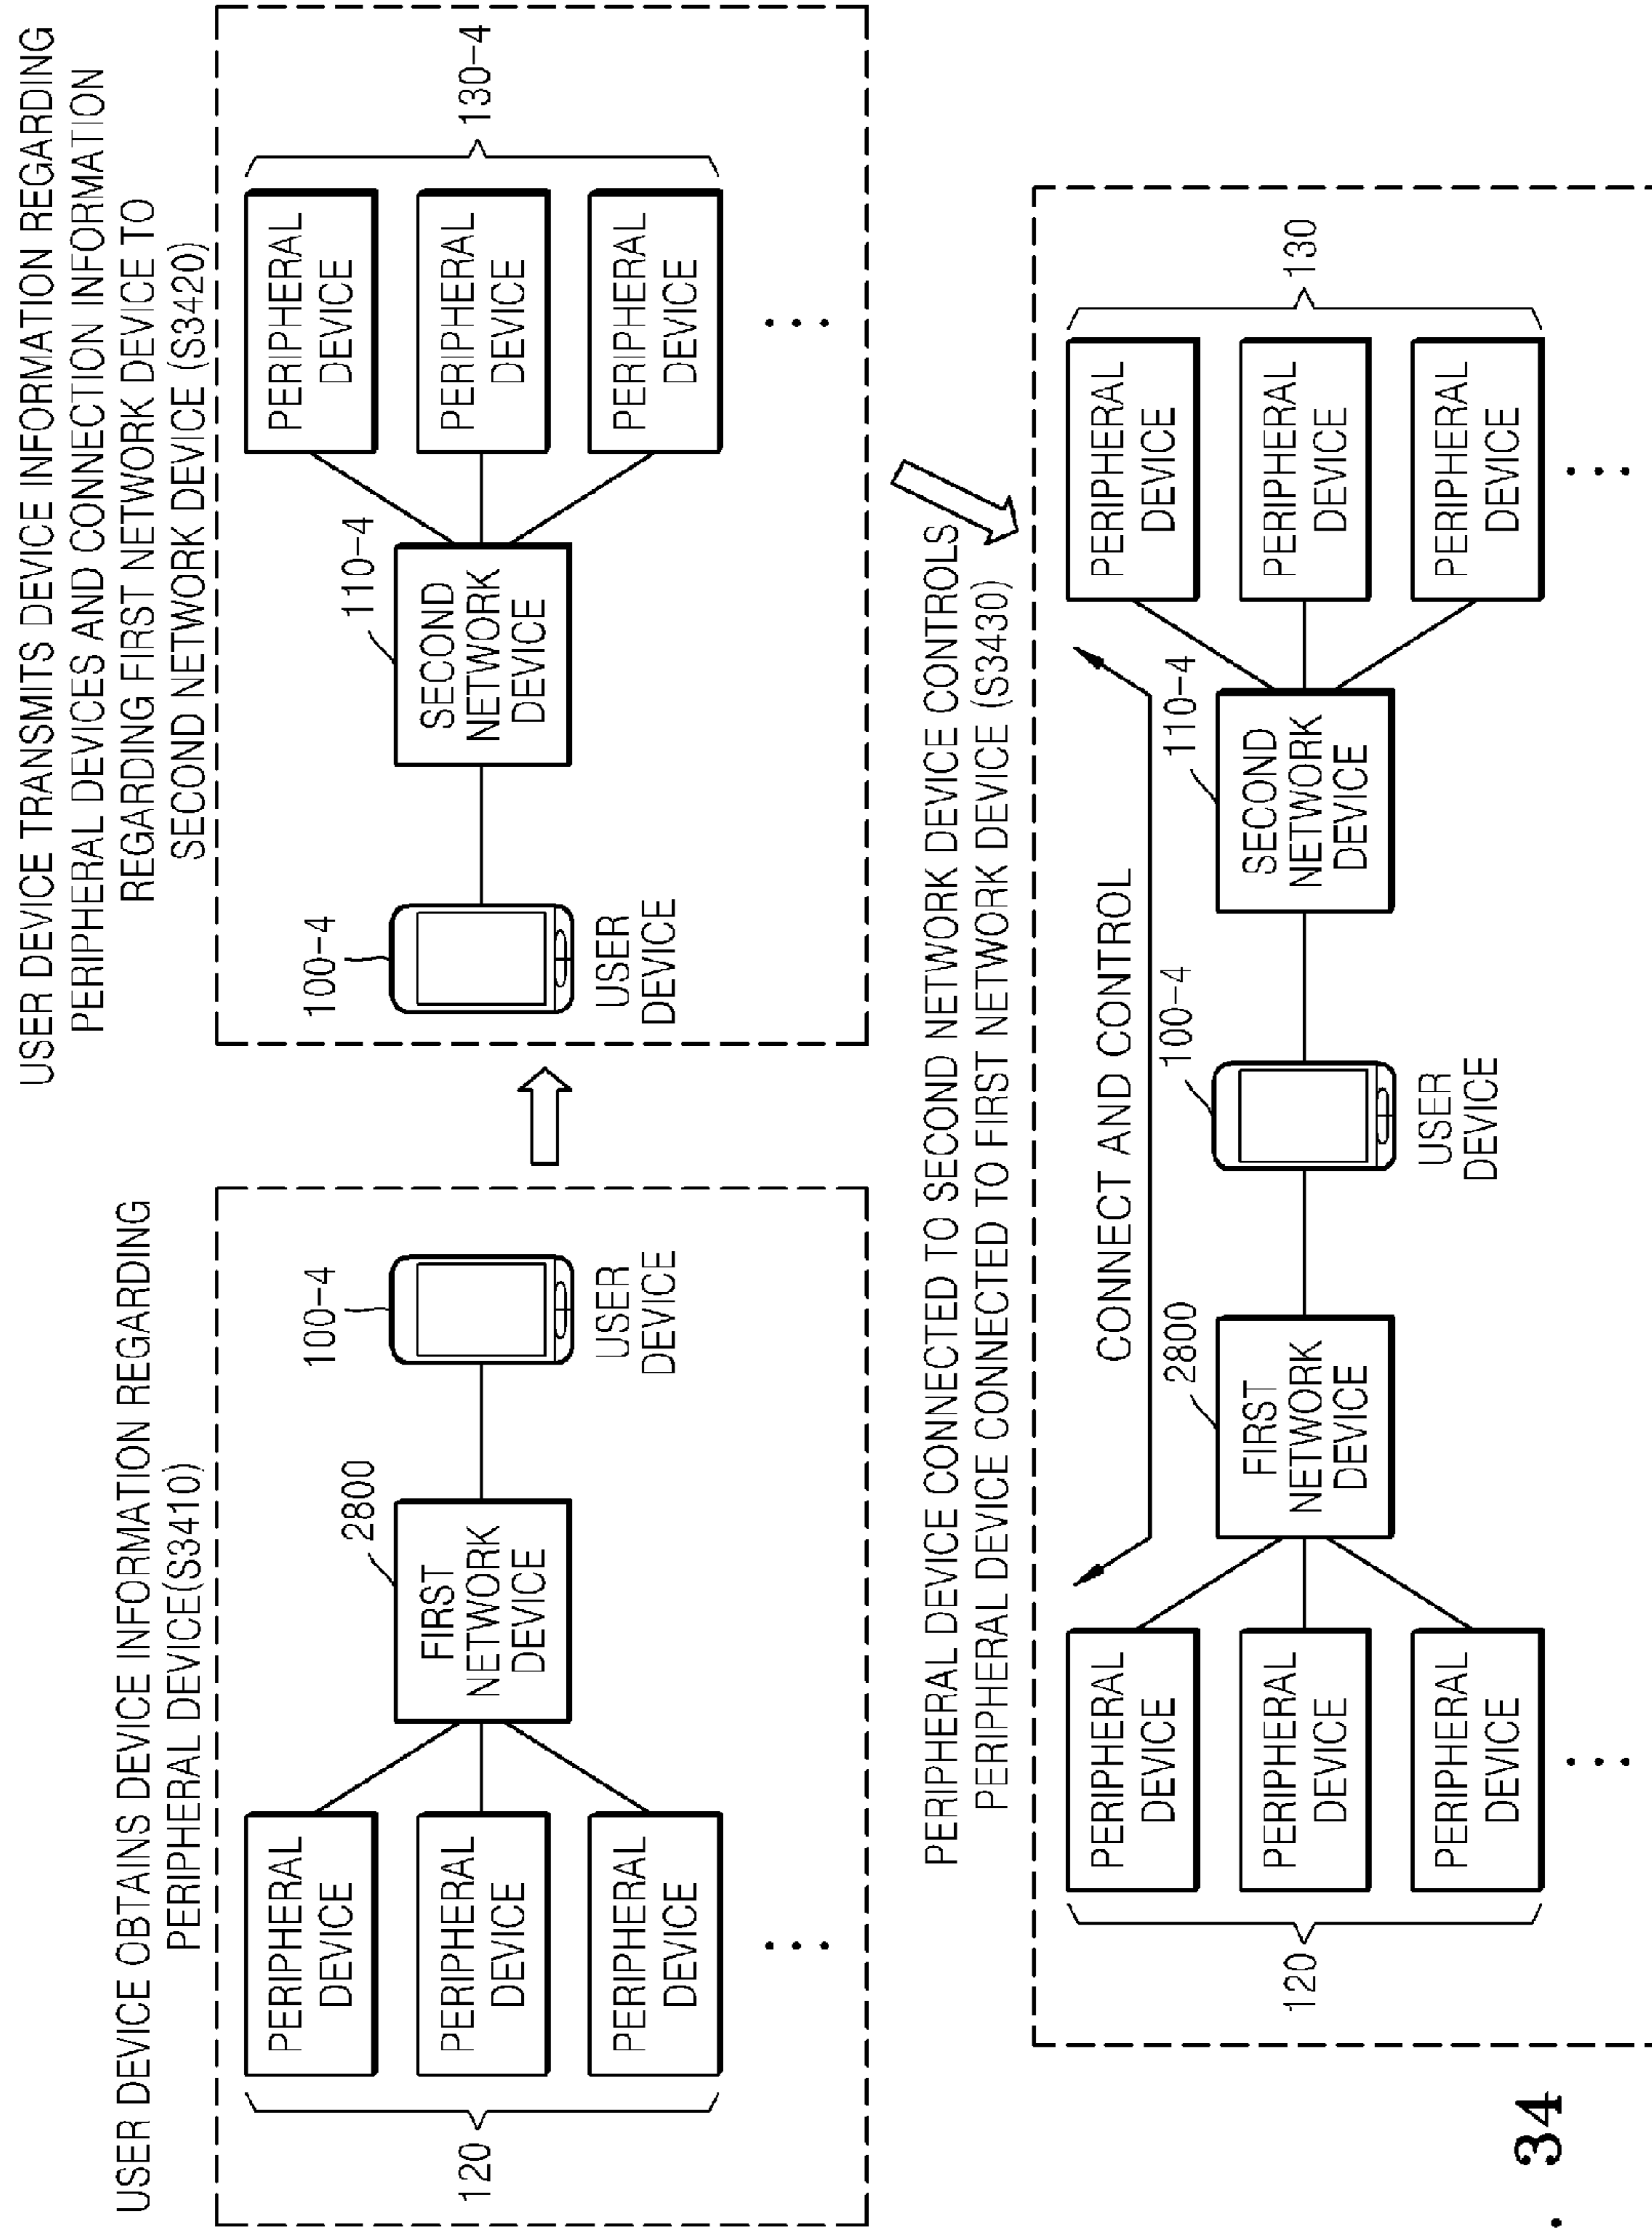 USER DEVICE OBTAINS DEVICE INFORMATION REGARDING
PERIPHERAL DEVICE(S3410)
120
PERIPHERAL
DEVICE
PERIPHERAL
DEVICE
PERIPHERAL
DEVICE
2800
FIRST
NETWORK
DEVICE
100-4
USER
DEVICE
USER DEVICE TRANSMITS DEVICE INFORMATION REGARDING
PERIPHERAL DEVICES AND CONNECTION INFORMATION
REGARDING FIRST NETWORK DEVICE TO
SECOND NETWORK DEVICE (S3420)
100-4
USER
DEVICE
110-4
SECOND
NETWORK
DEVICE
PERIPHERAL
DEVICE
PERIPHERAL
DEVICE
PERIPHERAL
DEVICE
130-4
PERIPHERAL DEVICE CONNECTED TO SECOND NETWORK DEVICE CONTROLS
PERIPHERAL DEVICE CONNECTED TO FIRST NETWORK DEVICE (S3430)
120
PERIPHERAL
DEVICE
PERIPHERAL
DEVICE
PERIPHERAL
DEVICE
CONNECT AND CONTROL
2800
FIRST
NETWORK
DEVICE
100-4
USER
DEVICE
110-4
SECOND
NETWORK
DEVICE
PERIPHERAL
DEVICE
PERIPHERAL
DEVICE
PERIPHERAL
DEVICE
130
. 34